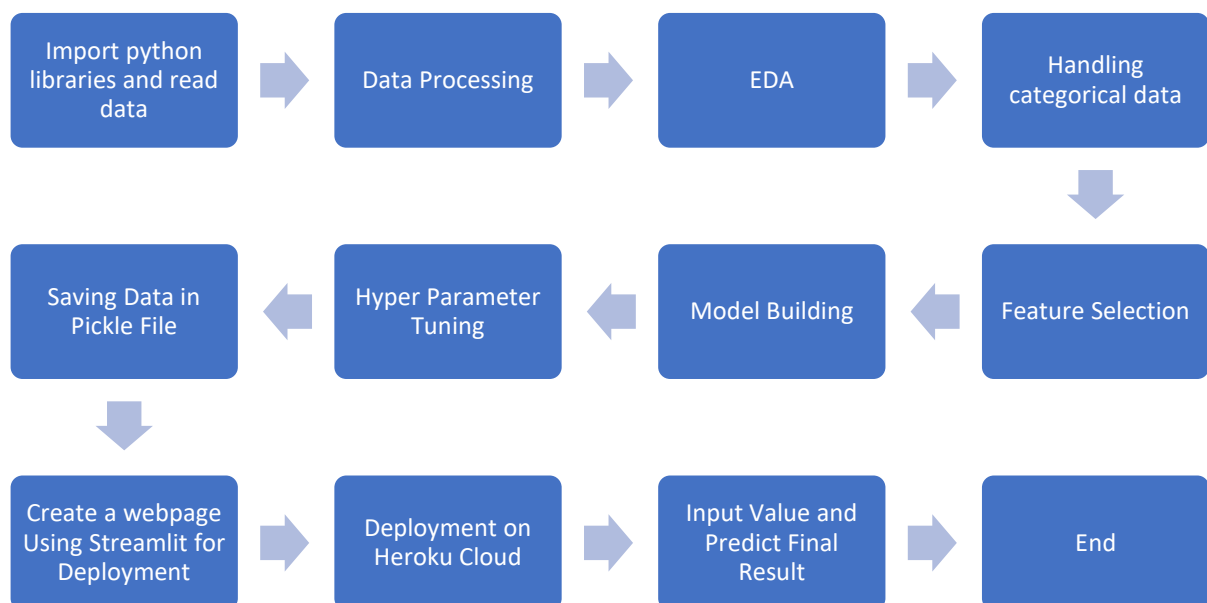 Import python
libraries and read
data
Data Processing
EDA
Handling
categorical data
Feature Selection
Model Building
Hyper Parameter
Tuning
Saving Data in
Pickle File
Create a webpage
Using Streamlit for
Deployment
Deployment on
Heroku Cloud
Input Value and
Predict Final
Result
End